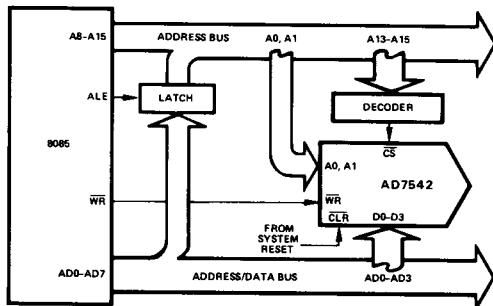 A8–A15
ADDRESS BUS
A0, A1
A13–A15
ALE
LATCH
DECODER
8085
CS
A0, A1
AD7542
WR
WR
CLR
D0–D3
FROM
SYSTEM
RESET
AD0–AD7
ADDRESS/DATA BUS
AD0–AD3